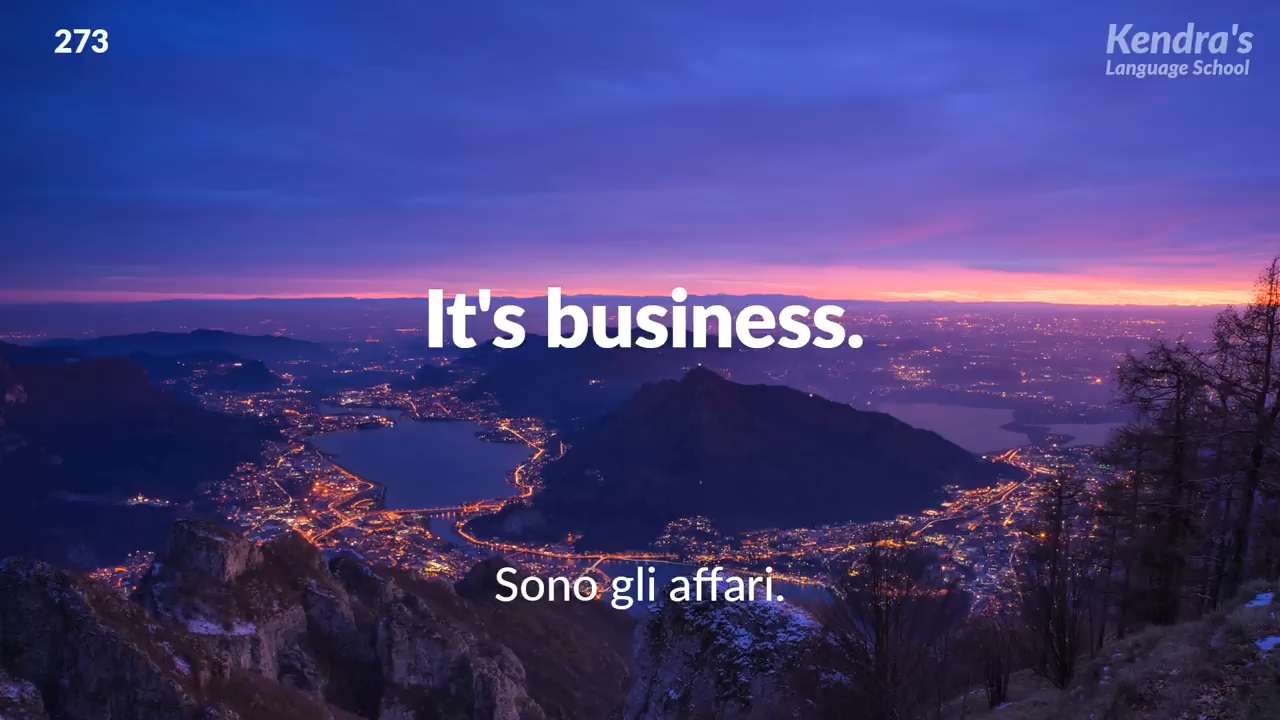 273
Kendra's
Language School
It's business.
Sono gli affari.